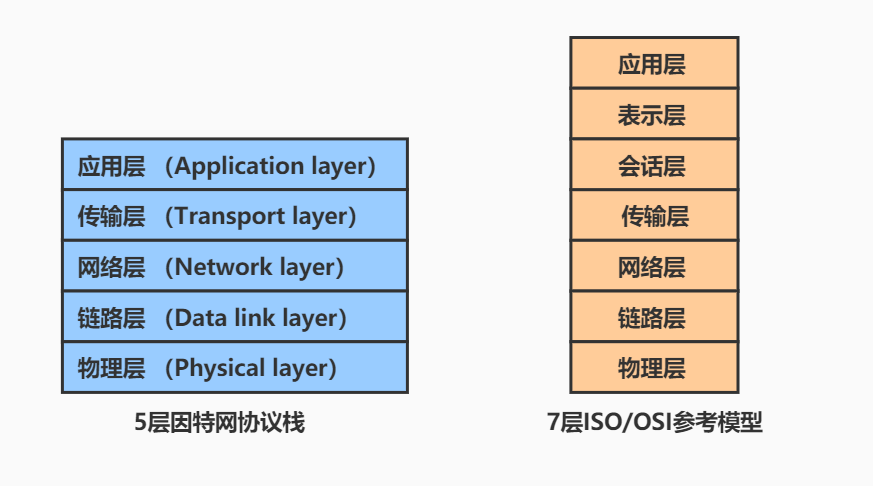 应用层 （Application layer）
传输层 （Transport layer）
网络层 （Network layer）
链路层 （Data link layer）
物理层 （Physical layer）
5层因特网协议栈
应用层
表示层
会话层
传输层
网络层
链路层
物理层
7层ISO/OSI参考模型